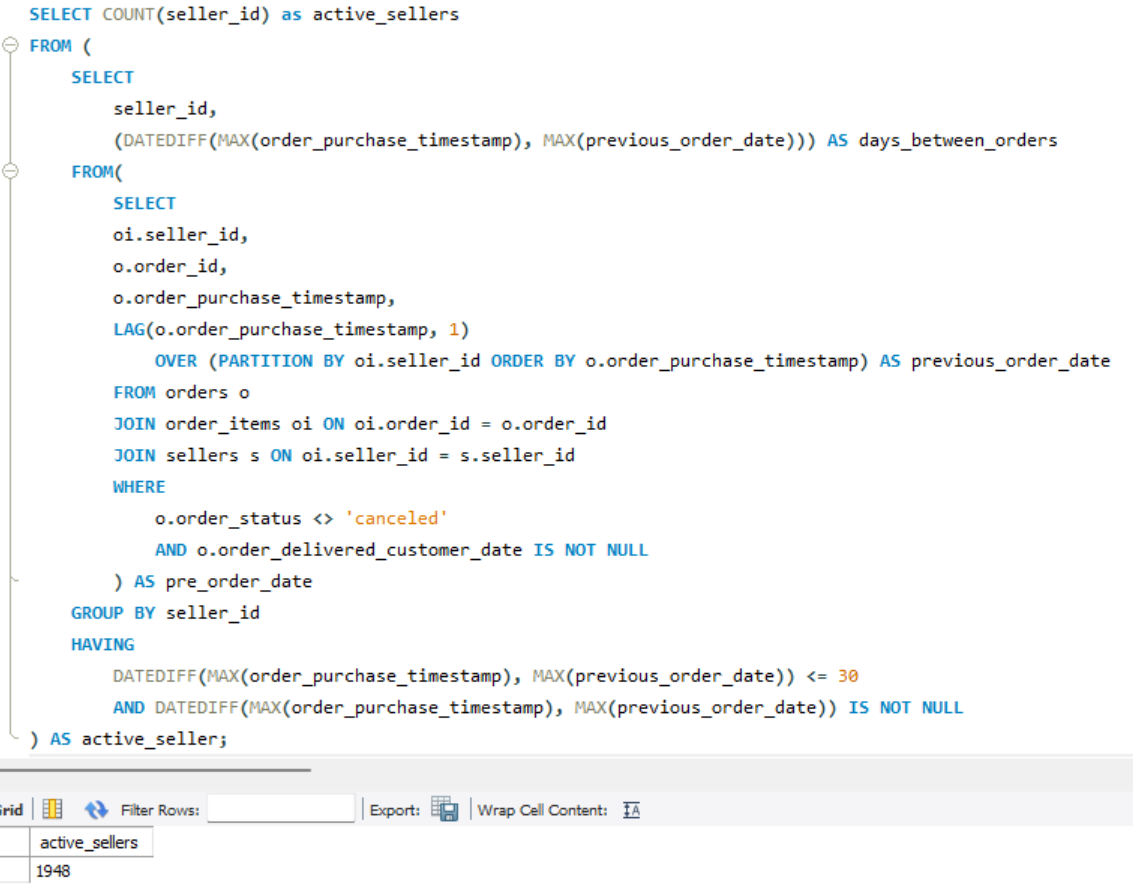 SELECT COUNT(seller_id) as active_sellers
FROM (
SELECT
seller_id,
(DATEDIFF(MAX(order_purchase_timestamp), MAX(previous_order_date))) AS days_between_orders
FROM(
SELECT
oi.seller_id,
o.order_id,
o.order_purchase_timestamp,
LAG(o.order_purchase_timestamp, 1)
OVER (PARTITION BY oi.seller_id ORDER BY o.order_purchase_timestamp) AS previous_order_date
FROM orders o
JOIN order_items oi ON oi.order_id = o.order_id
JOIN sellers s ON oi.seller_id = s.seller_id
WHERE
o.order_status <> 'canceled'
AND o.order_delivered_customer_date IS NOT NULL
) AS pre_order_date
GROUP BY seller_id
HAVING
DATEDIFF(MAX(order_purchase_timestamp), MAX(previous_order_date)) <= 30
AND DATEDIFF(MAX(order_purchase_timestamp), MAX(previous_order_date)) IS NOT NULL
) AS active_seller;
Grid Filter Rows: Export: Wrap Cell Content: IA
active_sellers
1948